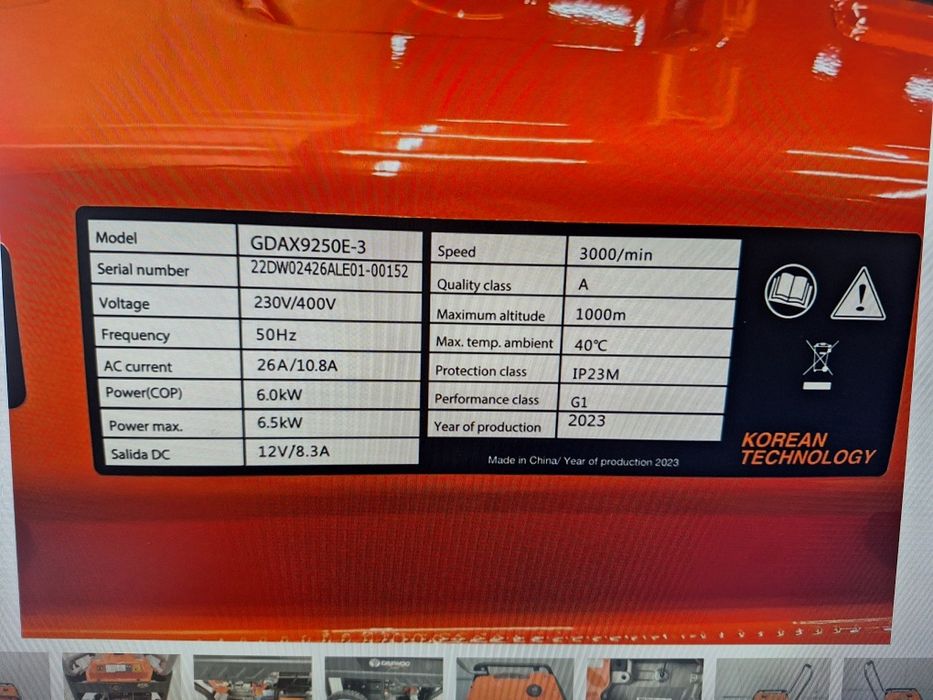 Model GDAX9250E-3
Serial number 22DW02426ALE01-00152
Voltage 230V/400V
Frequency 50Hz
AC current 26A/10.8A
Power(COP) 6.0kW
Power max. 6.5kW
Salida DC 12V/8.3A
Speed 3000/min
Quality class A
Maximum altitude 1000m
Max. temp. ambient 40℃
Protection class IP23M
Performance class G1
Year of production 2023
Made in China/ Year of production 2023
KOREAN
TECHNOLOGY
DAEWOO